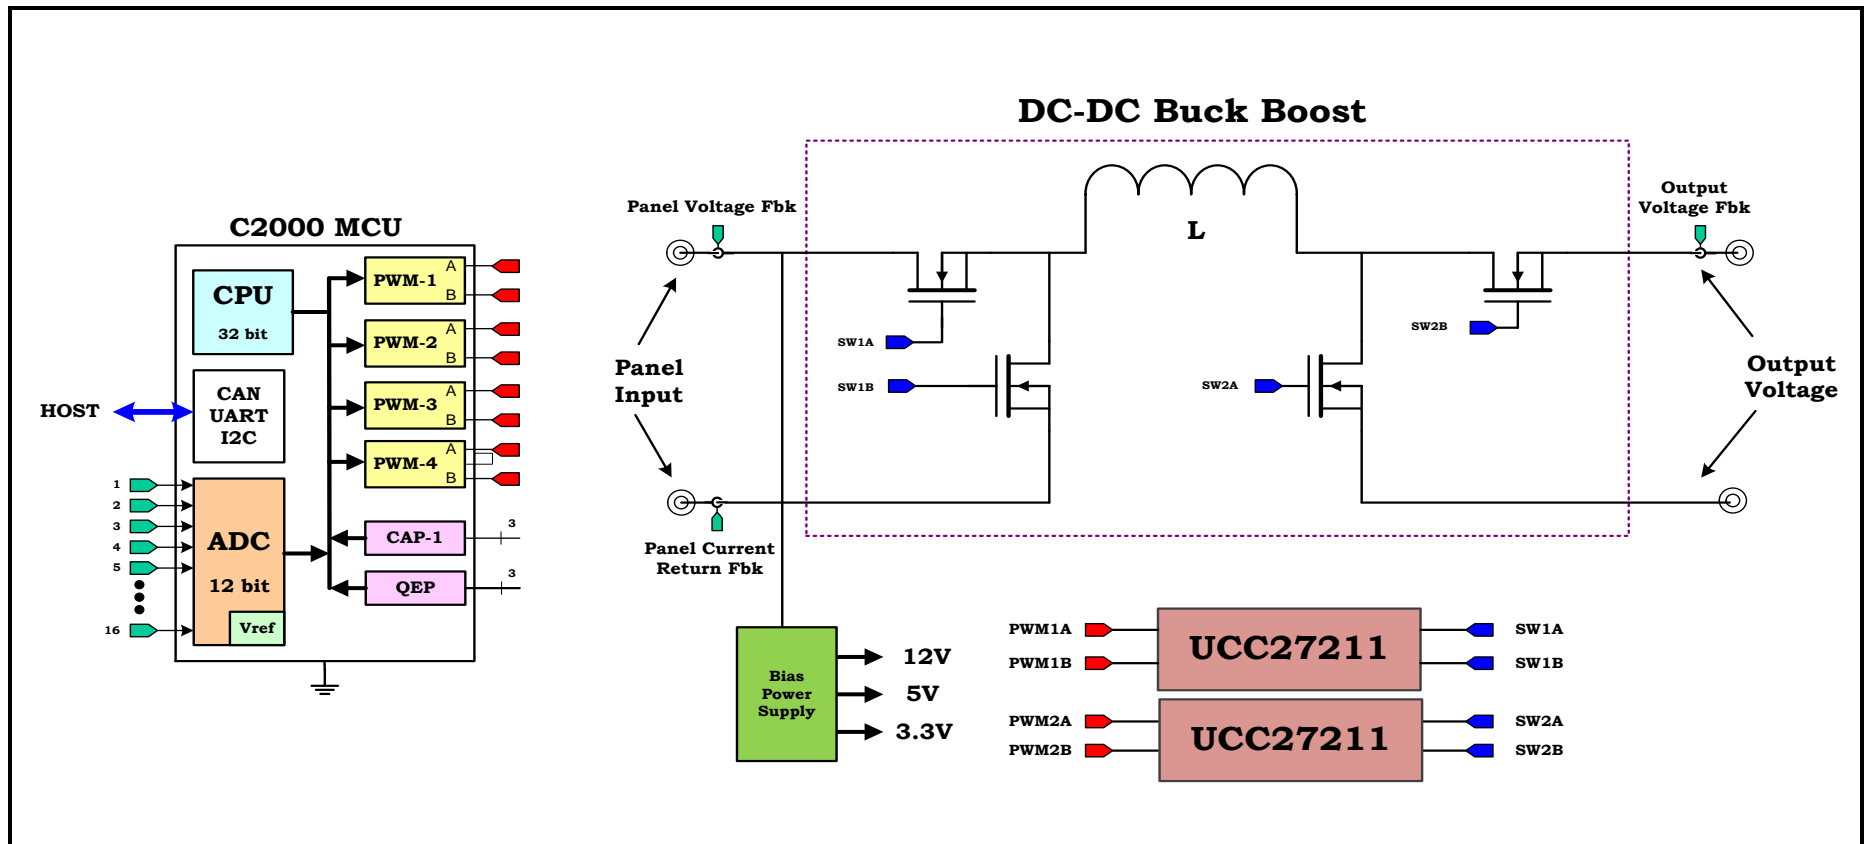 DC-DC Buck Boost
C2000 MCU
CPU
32 bit
CAN
UART
I2C
HOST
ADC
12 bit
Vref
1
2
3
4
5
16
PWM-1
A
B
PWM-2
A
B
PWM-3
A
B
PWM-4
A
B
CAP-1
3
QEP
3
Panel Voltage Fbk
Panel
Input
Panel Current
Return Fbk
SW1A
SW1B
L
SW2A
SW2B
Output
Voltage Fbk
Output
Voltage
Bias
Power
Supply
12V
5V
3.3V
PWM1A
PWM1B
UCC27211
SW1A
SW1B
PWM2A
PWM2B
UCC27211
SW2A
SW2B